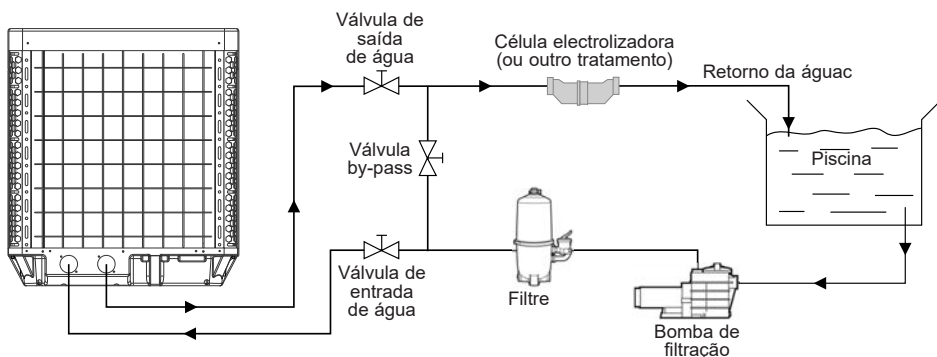 Válvula de
saída
de água
Célula electrolizadora
(ou outro tratamento)
Retorno da águac
Válvula
by-pass
Piscina
Válvula de
entrada
de água
Filtre
Bomba de
filtração